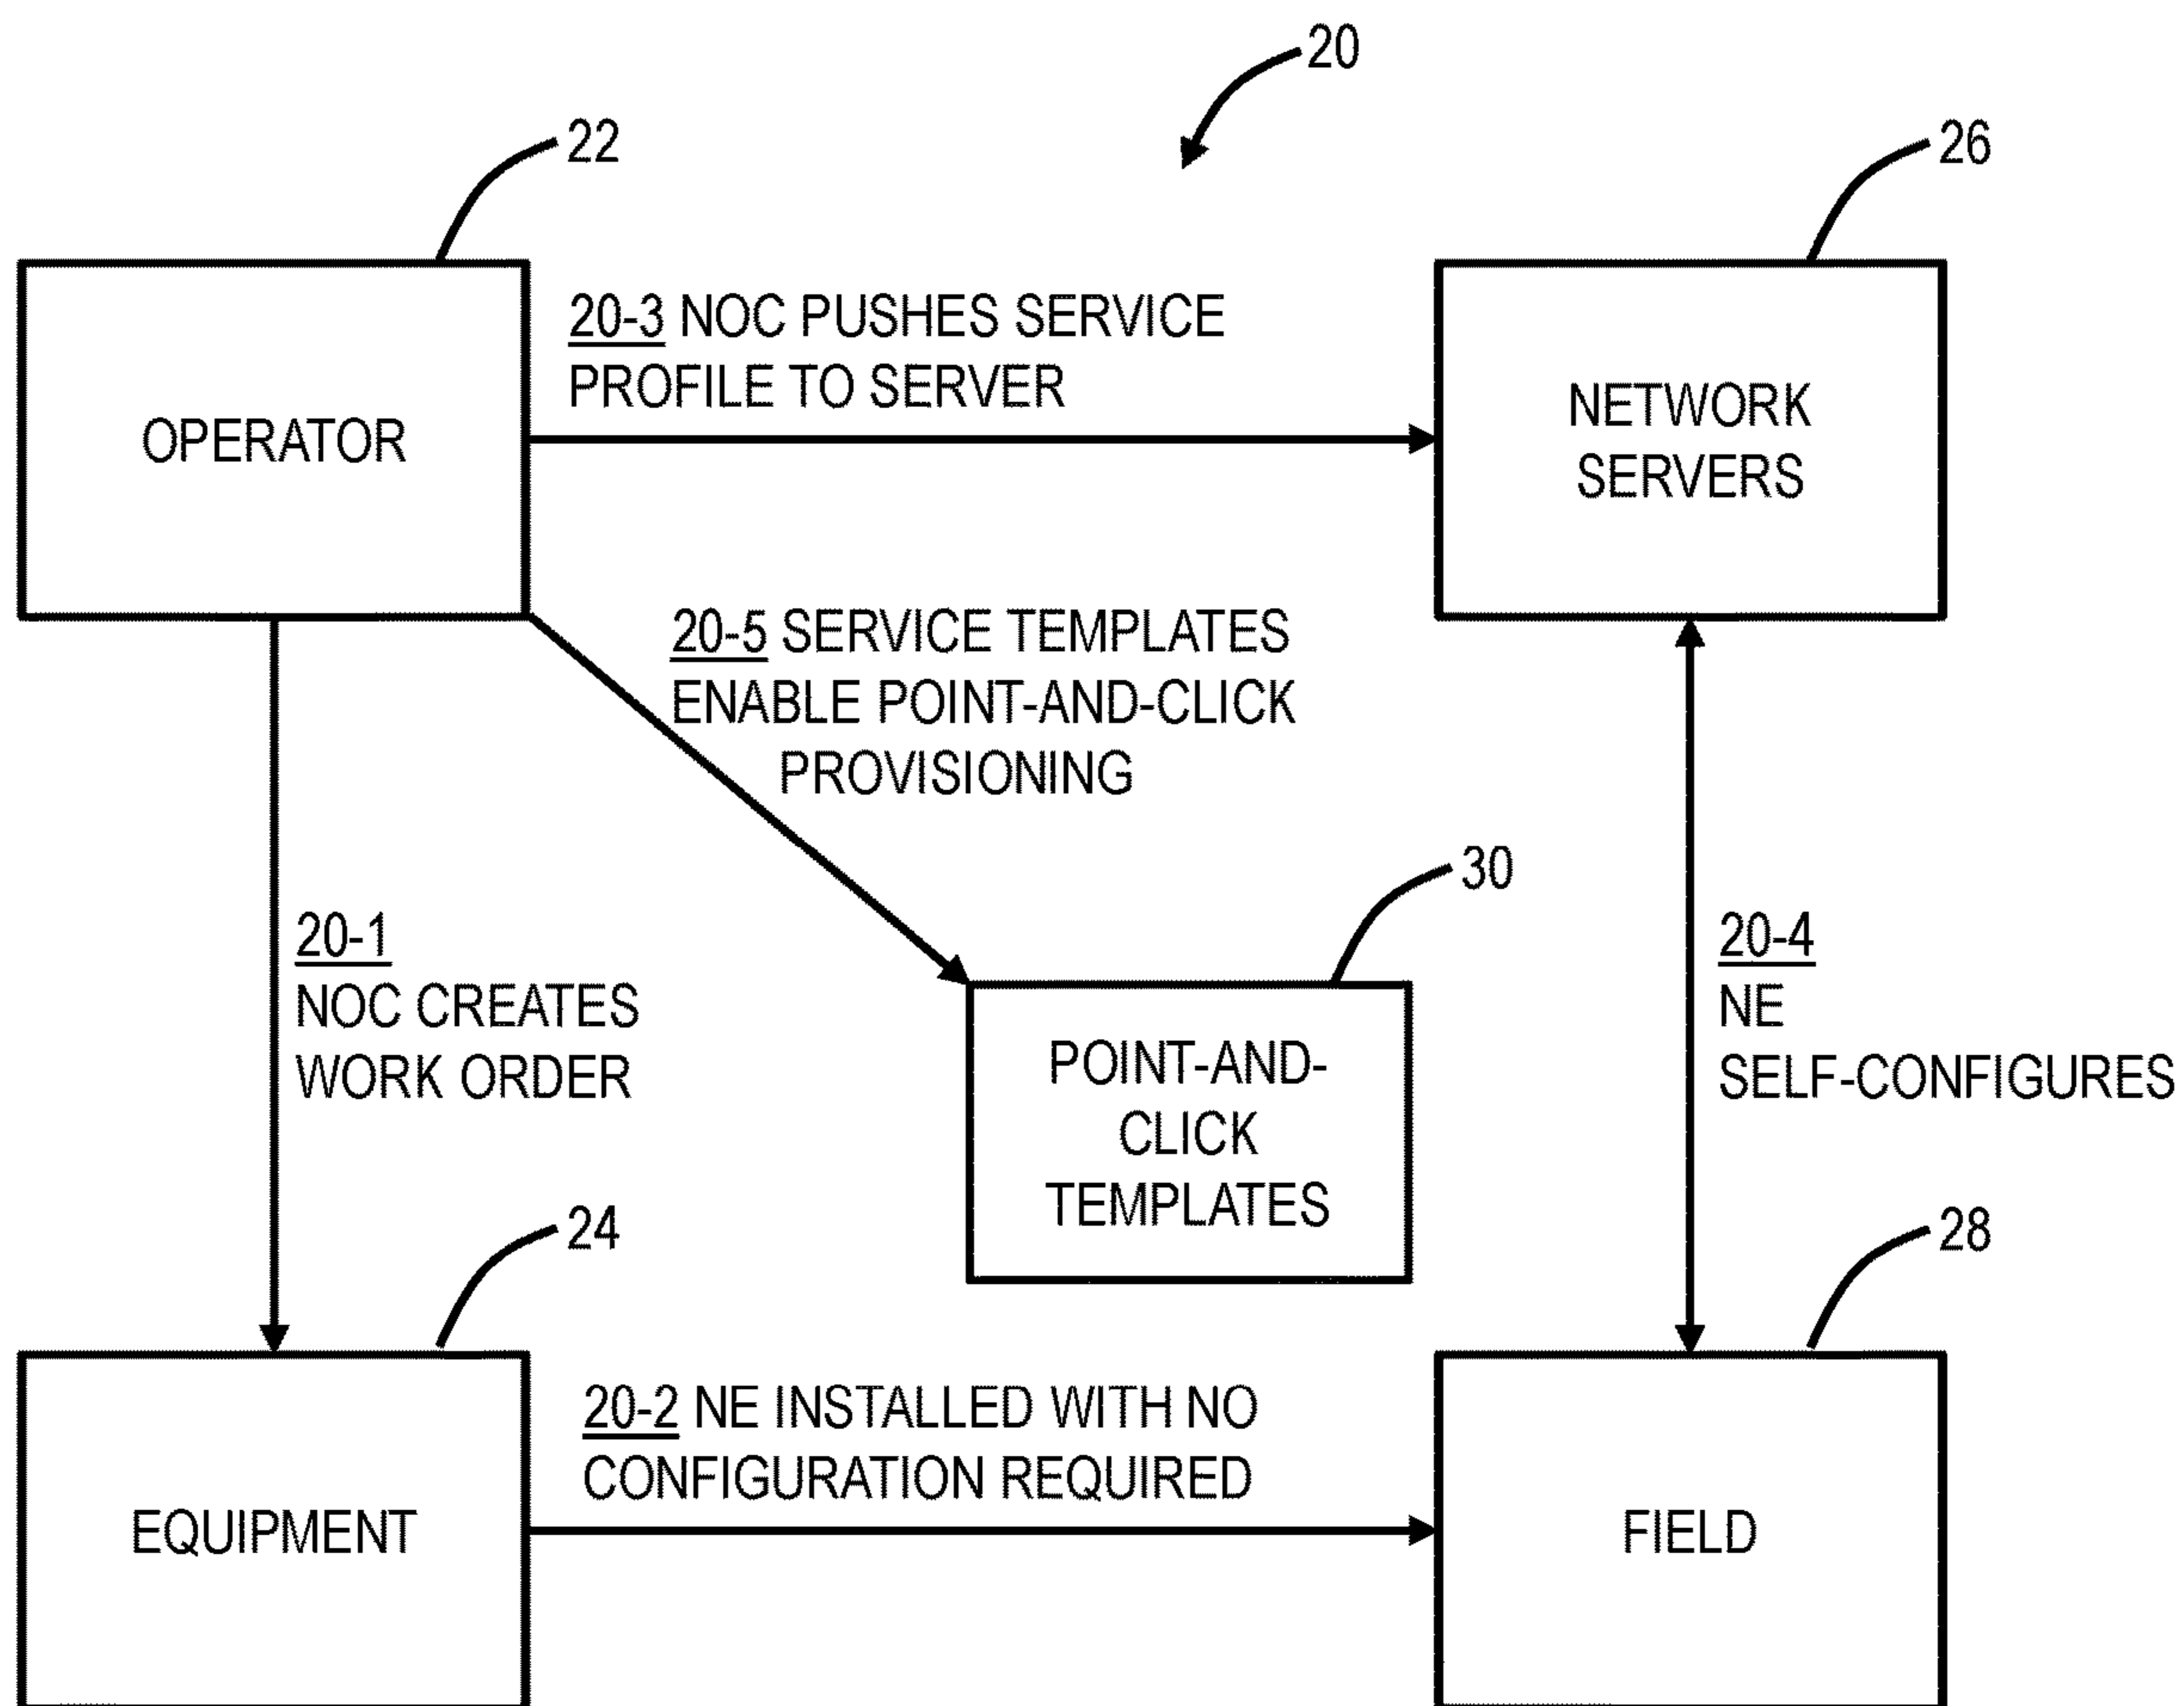 20
22
26
OPERATOR
20-3 NOC PUSHES SERVICE
PROFILE TO SERVER
NETWORK
SERVERS
20-5 SERVICE TEMPLATES
ENABLE POINT-AND-CLICK
PROVISIONING
30
20-1
NOC CREATES
WORK ORDER
POINT-AND-
CLICK
TEMPLATES
20-4
NE
SELF-CONFIGURES
24
28
EQUIPMENT
20-2 NE INSTALLED WITH NO
CONFIGURATION REQUIRED
FIELD